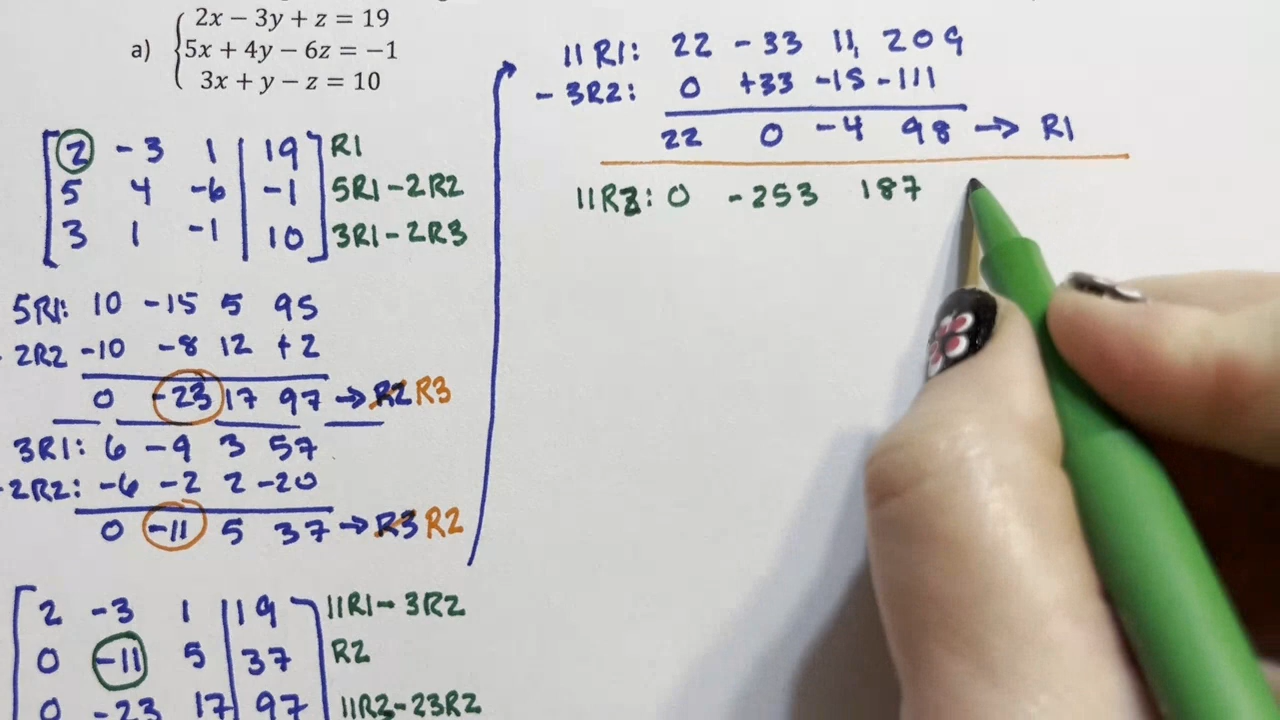 2x − 3y + z = 19
a) 5x + 4y − 6z = −1
3x + y − z = 10
2 -3 1 19 R1
5 4 -6 -1 5R1-2R2
3 1 -1 10 3R1-2R3
5R1: 10 -15 5 95
- 2R2 -10 -8 12 +2
0 -23 17 97 → R2 R3
3R1: 6 -9 3 57
-2R2: -6 -2 2 -20
0 -11 5 37 → R3 R2
2 -3 1 19 11R1-3R2
0 -11 5 37 R2
0 -23 17 97 11R3-23R2
11R1: 22 -33 11 209
- 3R2: 0 +33 -15 -111
22 0 -4 98 → R1
11R3: 0 -253 187